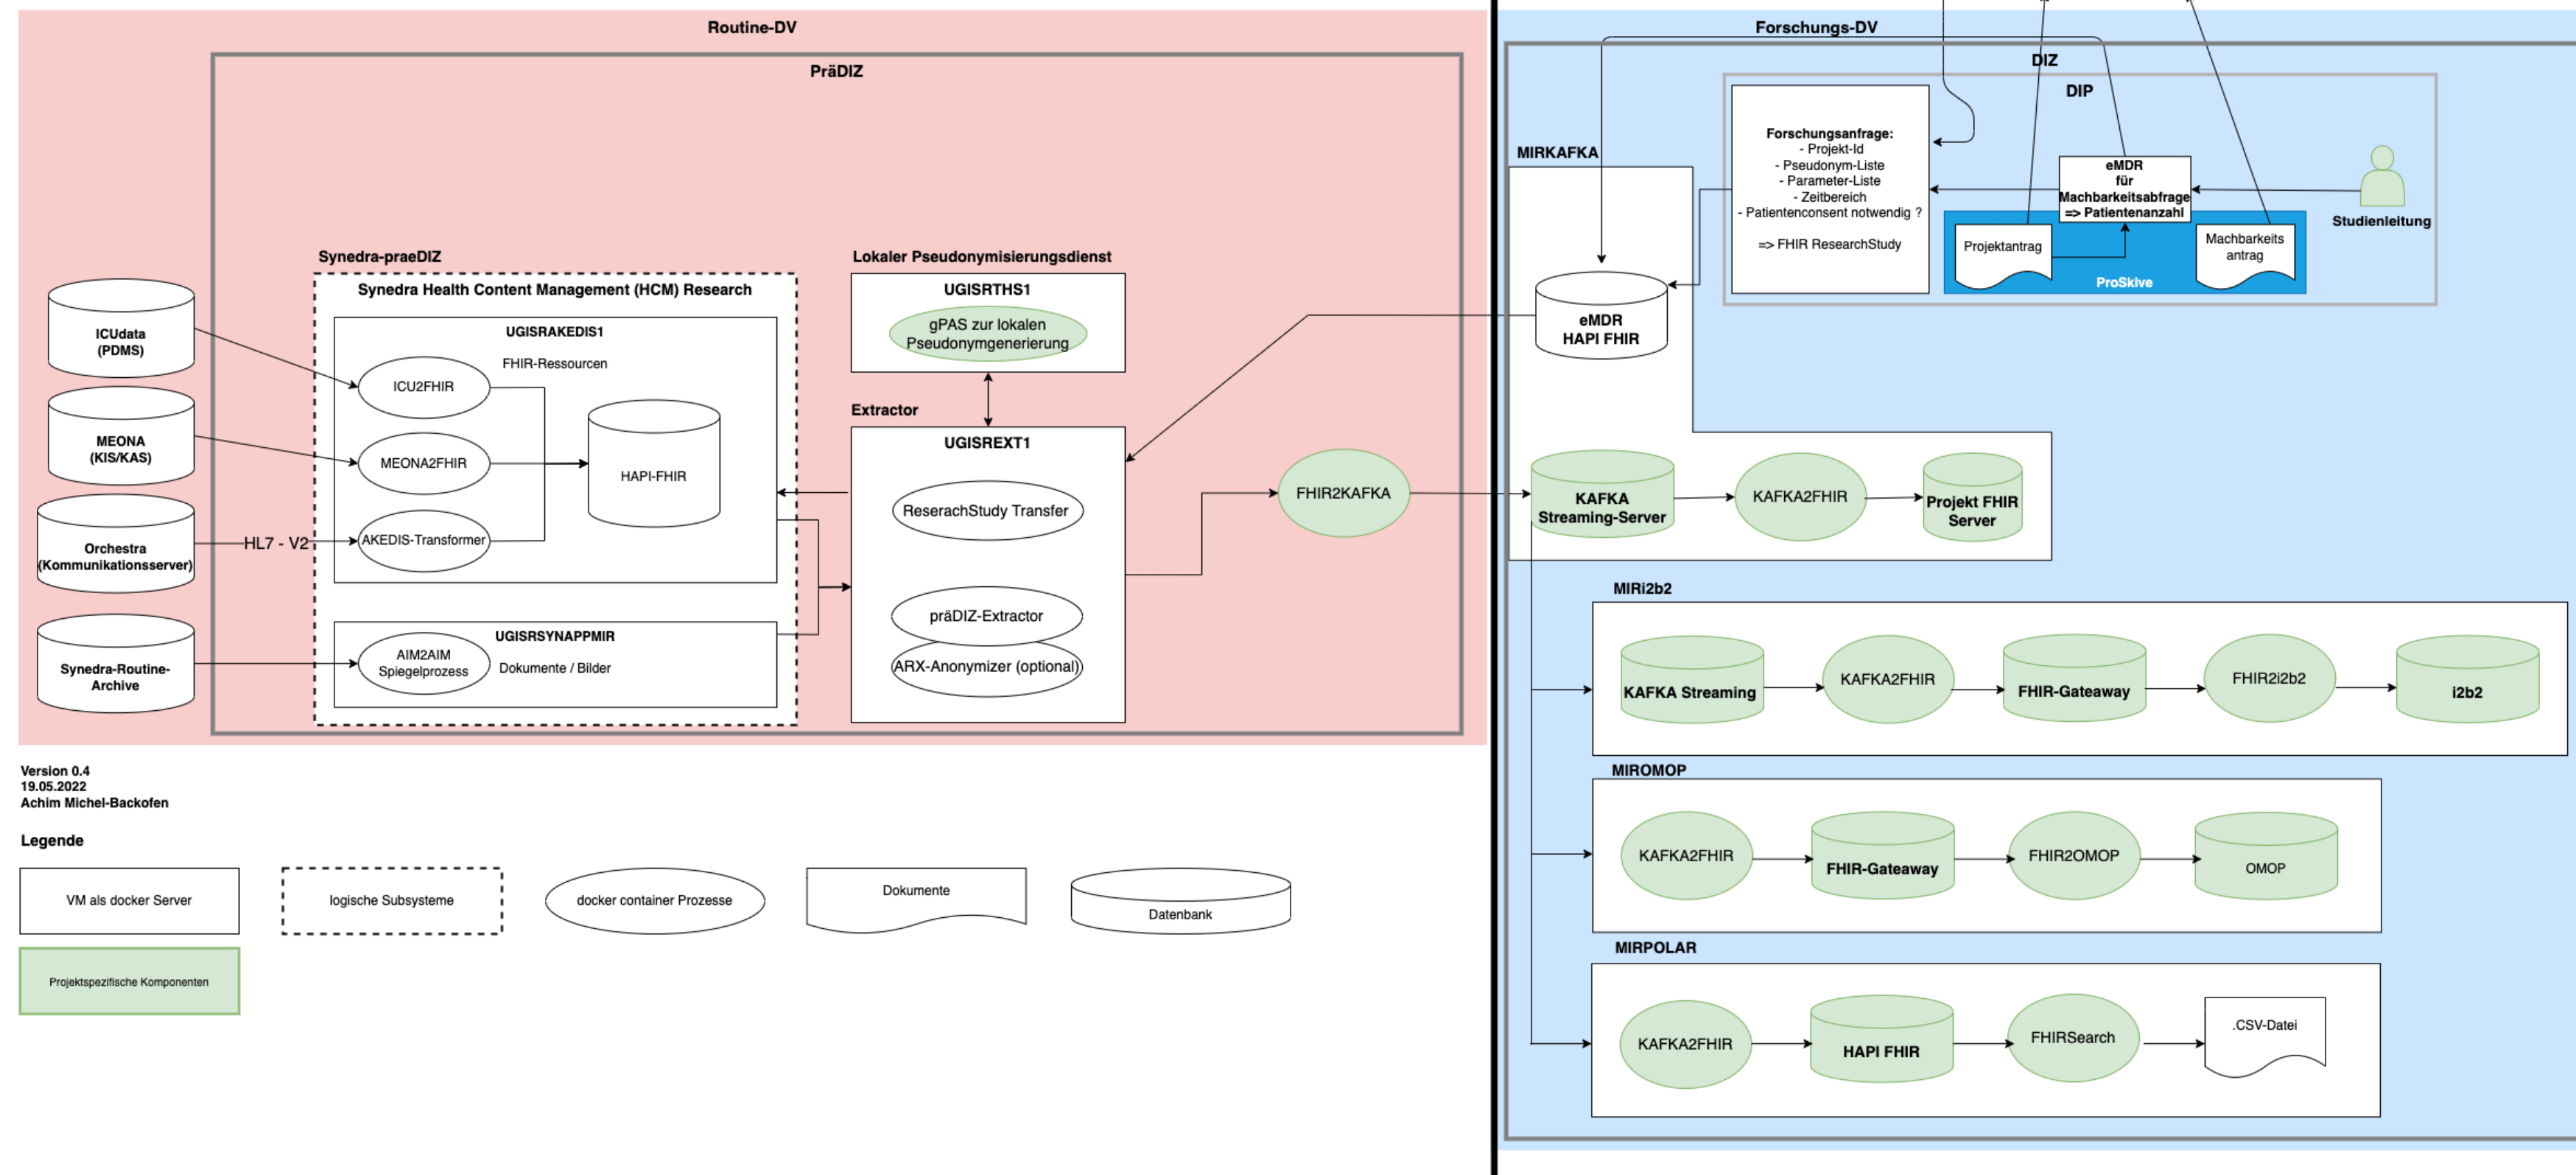 Routine-DV
PräDIZ
Synedra-praeDIZ
Synedra Health Content Management (HCM) Research
UGISRAKEDIS1
FHIR-Ressourcen
ICUdata
(PDMS)
ICU2FHIR
MEONA
(KIS/KAS)
MEONA2FHIR
HAPI-FHIR
Orchestra
(Kommunikationsserver)
HL7 - V2
AKEDIS-Transformer
UGISRSYNAPPMIR
Synedra-Routine-
Archive
AIM2AIM
Spiegelprozess
Dokumente / Bilder
Lokaler Pseudonymisierungsdienst
UGISRTHS1
gPAS zur lokalen
Pseudonymgenerierung
Extractor
UGISREXT1
ReserachStudy Transfer
präDIZ-Extractor
ARX-Anonymizer (optional)
FHIR2KAFKA
Version 0.4
19.05.2022
Achim Michel-Backofen
Legende
VM als docker Server
logische Subsysteme
docker container Prozesse
Dokumente
Datenbank
Projektspezifische Komponenten
Forschungs-DV
DIZ
DIP
Forschungsanfrage:
- Projekt-Id
- Pseudonym-Liste
- Parameter-Liste
- Zeitbereich
- Patientenconsent notwendig ?
=> FHIR ResearchStudy
eMDR
für
Machbarkeitsabfrage
=> Patientenanzahl
Studienleitung
Projektantrag
Machbarkeits
antrag
ProSkive
MIRKAFKA
eMDR
HAPI FHIR
KAFKA
Streaming-Server
KAFKA2FHIR
Projekt FHIR
Server
MIRi2b2
KAFKA Streaming
KAFKA2FHIR
FHIR-Gateaway
FHIR2i2b2
i2b2
MIROMOP
KAFKA2FHIR
FHIR-Gateaway
FHIR2OMOP
OMOP
MIRPOLAR
KAFKA2FHIR
HAPI FHIR
FHIRSearch
.CSV-Datei